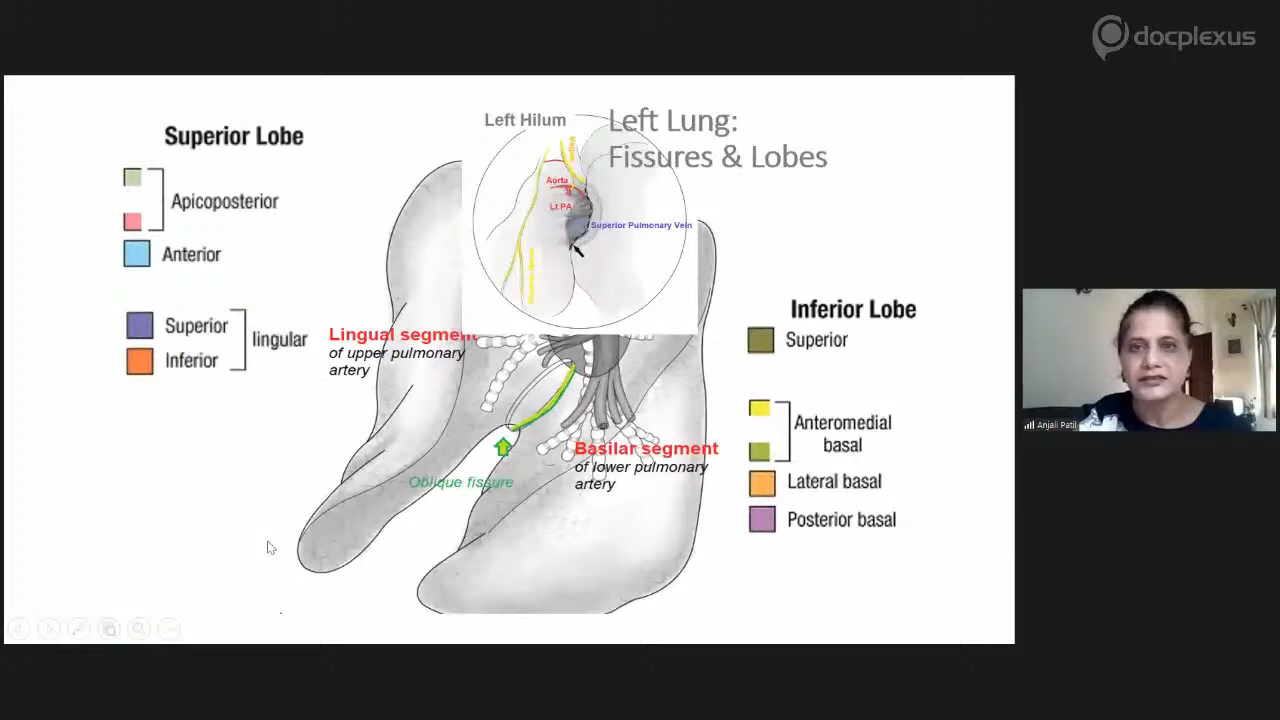 docplexus
Left Lung:
Fissures & Lobes
Left Hilum
Superior Lobe
Apicoposterior
Anterior
Superior
Inferior
lingular
Aorta
Lt PA
Superior Pulmonary Vein
Lingual segment
of upper pulmonary
artery
Inferior Lobe
Superior
Anteromedial
basal
Lateral basal
Posterior basal
Basilar segment
of lower pulmonary
artery
Oblique fissure
Anjali Patil